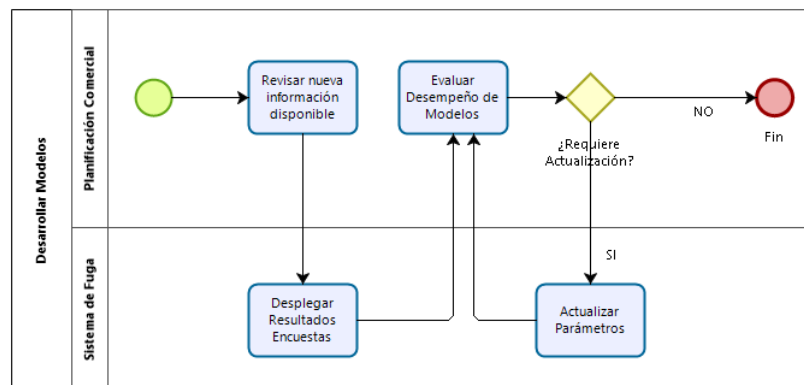 Desarrollar Modelos
Planificación Comercial
Revisar nueva
información
disponible
Evaluar
Desempeño de
Modelos
¿Requiere
Actualización?
NO
Fin
Sistema de Fuga
SI
Desplegar
Resultados
Encuestas
Actualizar
Parámetros